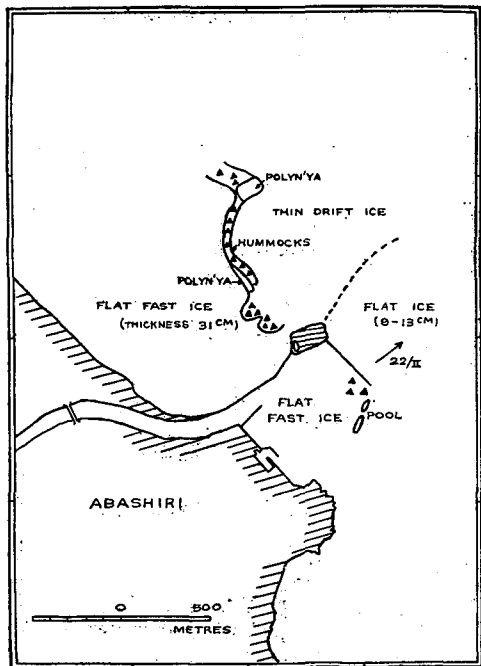 POLYN'YA
THIN DRIFT ICE
HUMMOCKS
POLYN'YA
FLAT FAST ICE
(THICKNESS 31 CM)
FLAT ICE
(8-13 CM)
22/II
FLAT
FAST ICE
POOL
ABASHIRI
0 500
METRES